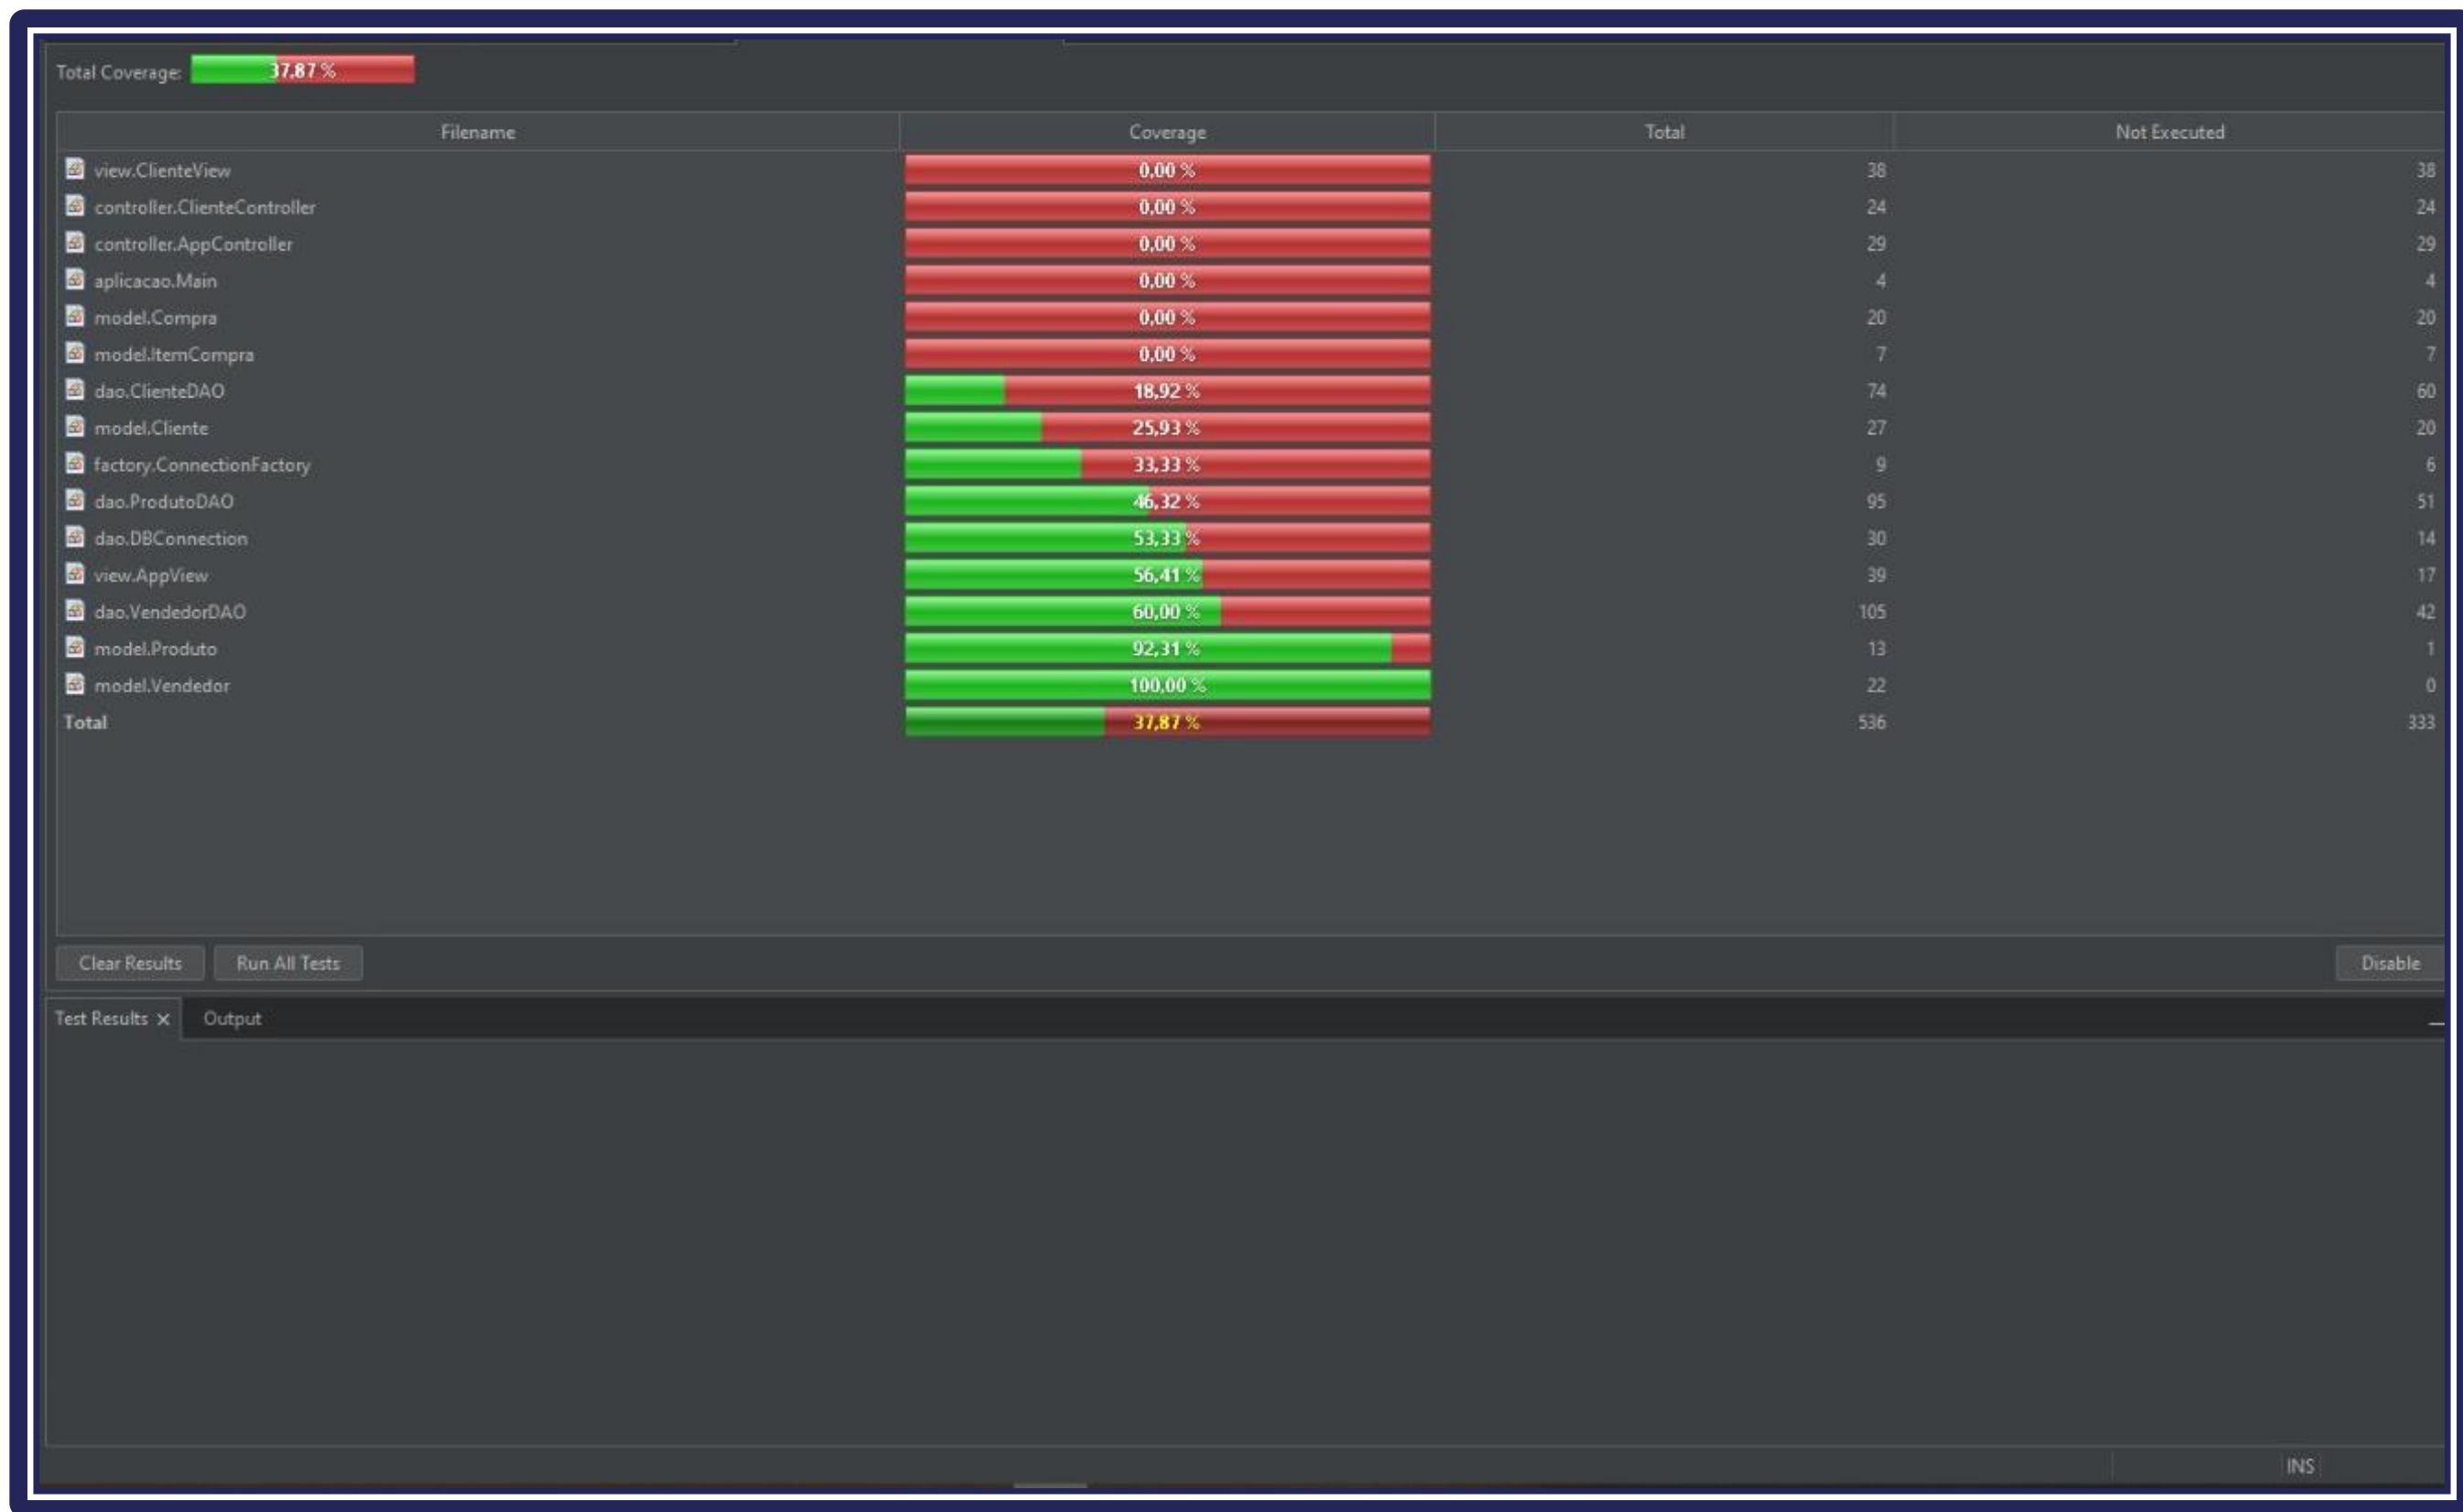 Total Coverage: 37,87 %
Filename Coverage Total Not Executed
view.ClienteView 0,00 % 38 38
controller.ClienteController 0,00 % 24 24
controller.AppController 0,00 % 29 29
aplicacao.Main 0,00 % 4 4
model.Compra 0,00 % 20 20
model.ItemCompra 0,00 % 7 7
dao.ClienteDAO 18,92 % 74 60
model.Cliente 25,93 % 27 20
factory.ConnectionFactory 33,33 % 9 6
dao.ProdutoDAO 46,32 % 95 51
dao.DBConnection 53,33 % 30 14
view.AppView 56,41 % 39 17
dao.VendedorDAO 60,00 % 105 42
model.Produto 92,31 % 13 1
model.Vendedor 100,00 % 22 0
Total 37,87 % 536 333
Clear Results Run All Tests Disable
Test Results Output
INS